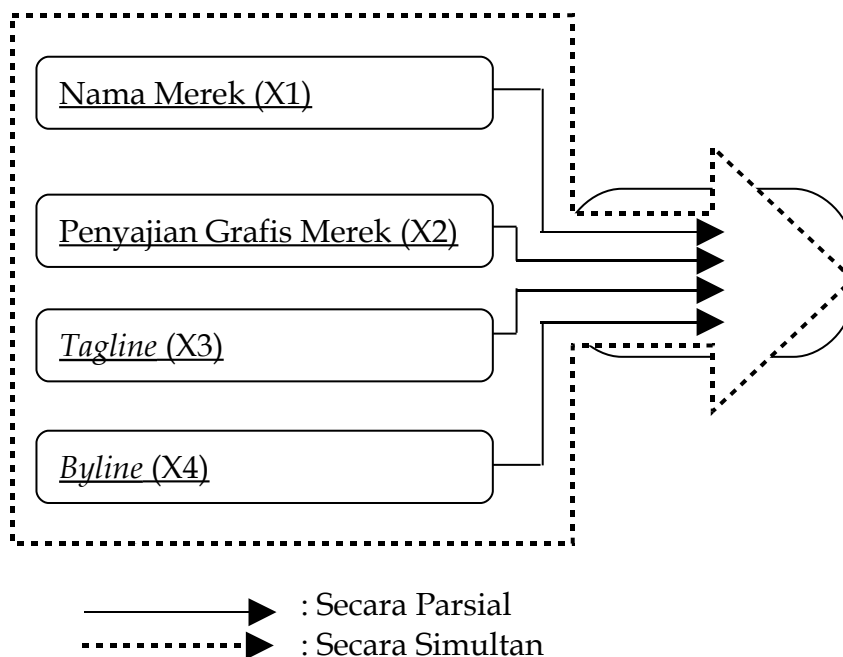 Nama Merek (X1)
Penyajian Grafis Merek (X2)
Tagline (X3)
Byline (X4)
: Secara Parsial
: Secara Simultan